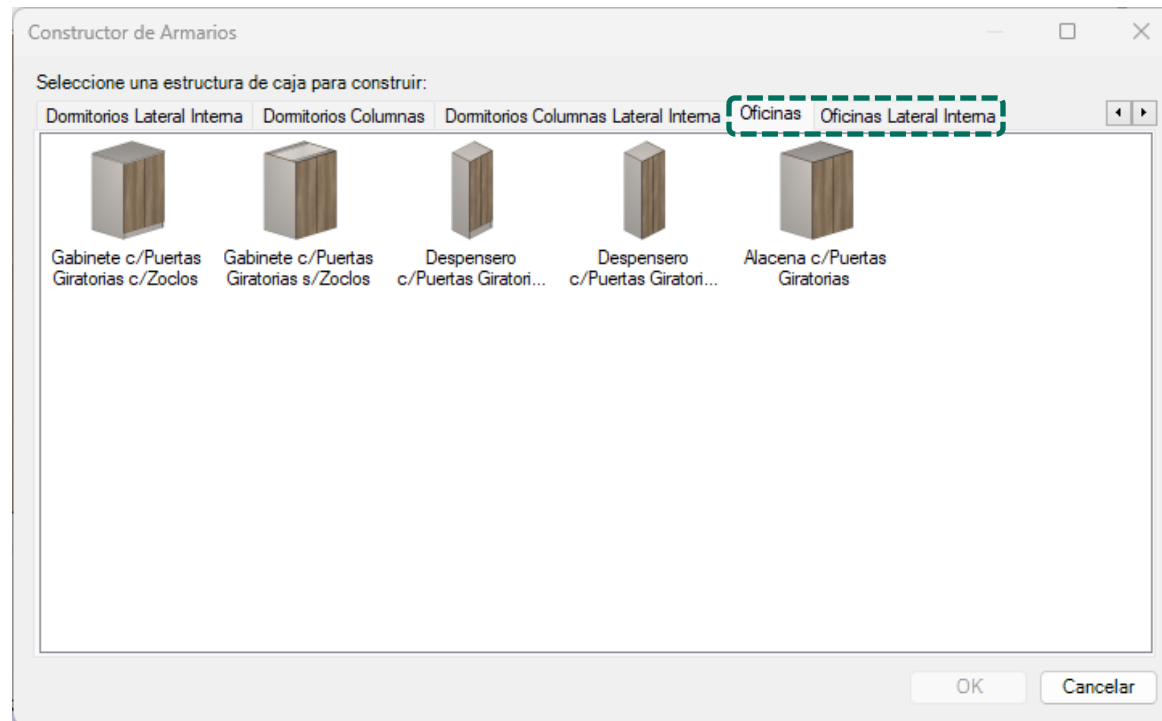 Constructor de Armarios
Seleccione una estructura de caja para construir:
Dormitorios Lateral Interna Dormitorios Columnas Dormitorios Columnas Lateral Interna Oficinas Oficinas Lateral Interna
Gabinete c/Puertas Gabinete c/Puertas Despensero Despensero Alacena c/Puertas
Giratorias c/Zoclos Giratorias s/Zoclos c/Puertas Giratori... c/Puertas Giratori... Giratorias
OK Cancelar